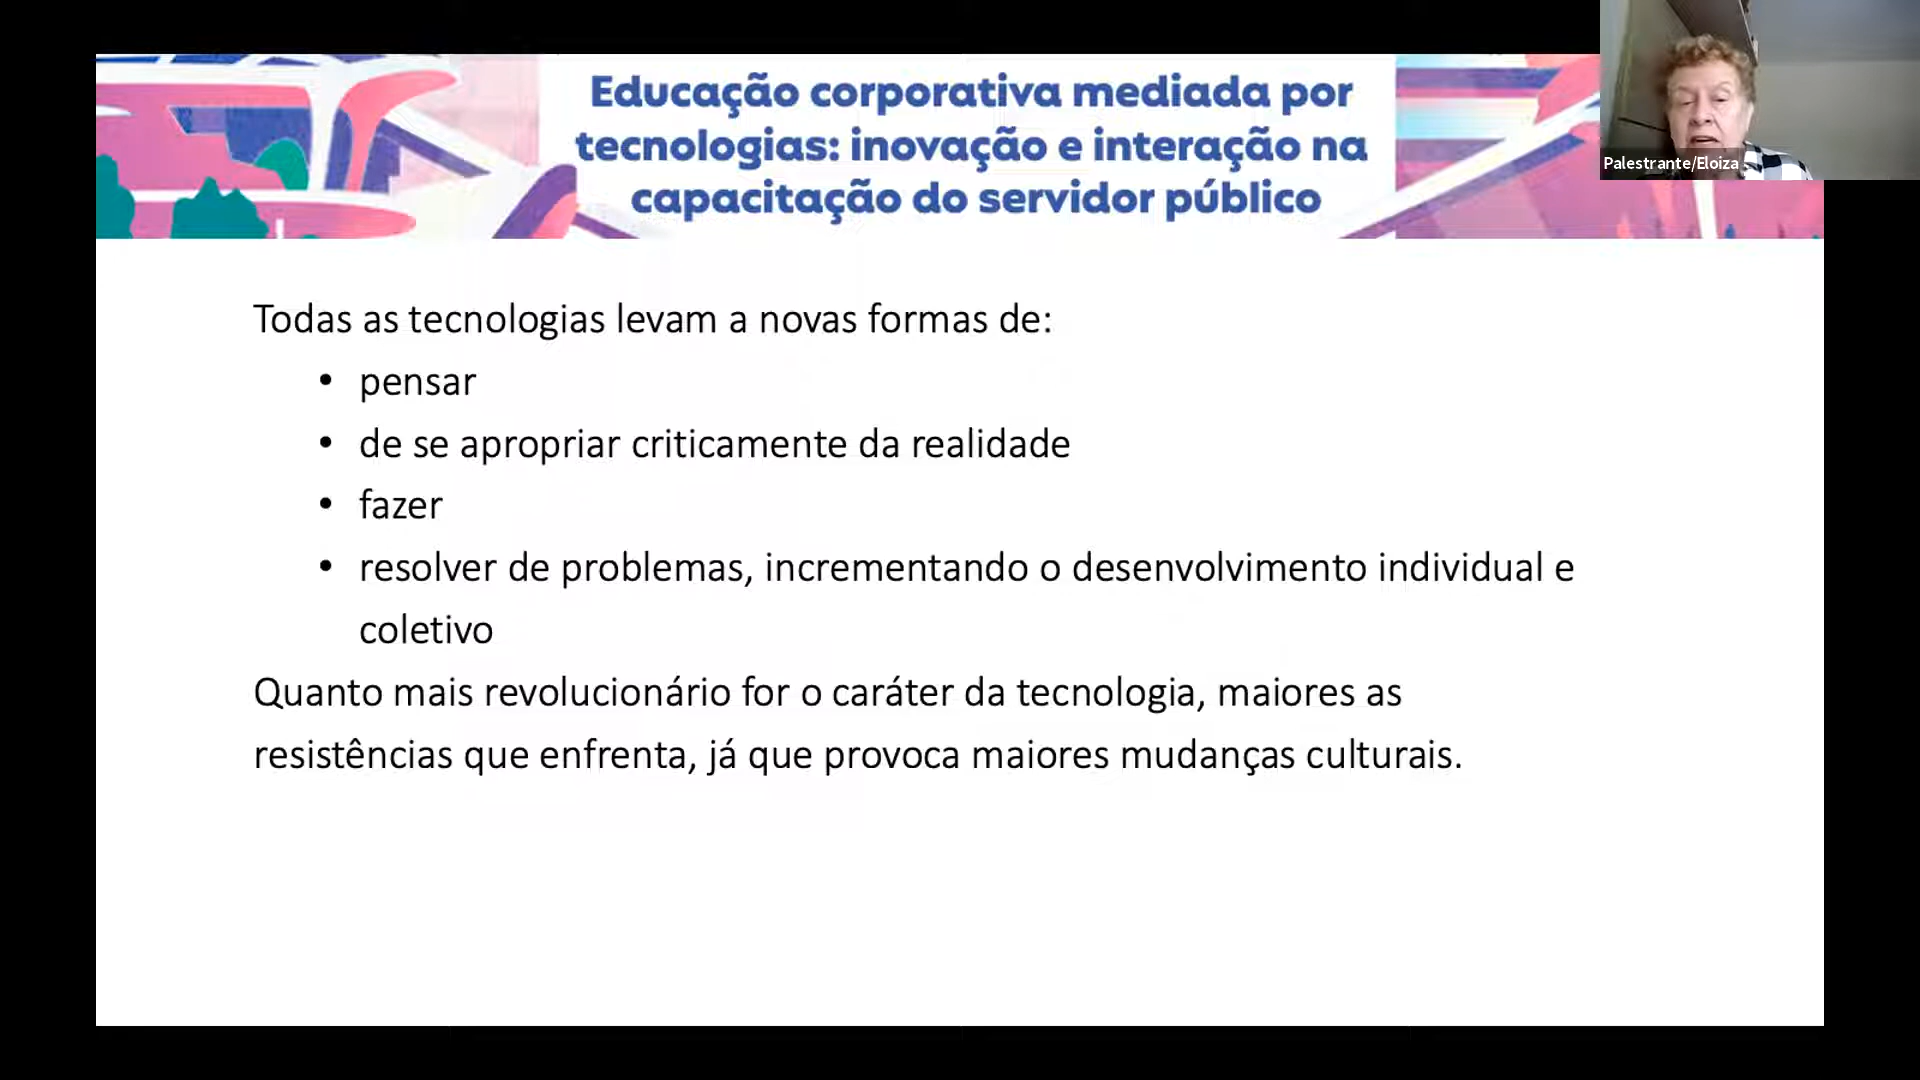 Educação corporativa mediada por
tecnologias: inovação e interação na
capacitação do servidor público
Palestrante/Eloiza
Todas as tecnologias levam a novas formas de:
• pensar
• de se apropriar criticamente da realidade
• fazer
• resolver de problemas, incrementando o desenvolvimento individual e
coletivo
Quanto mais revolucionário for o caráter da tecnologia, maiores as
resistências que enfrenta, já que provoca maiores mudanças culturais.